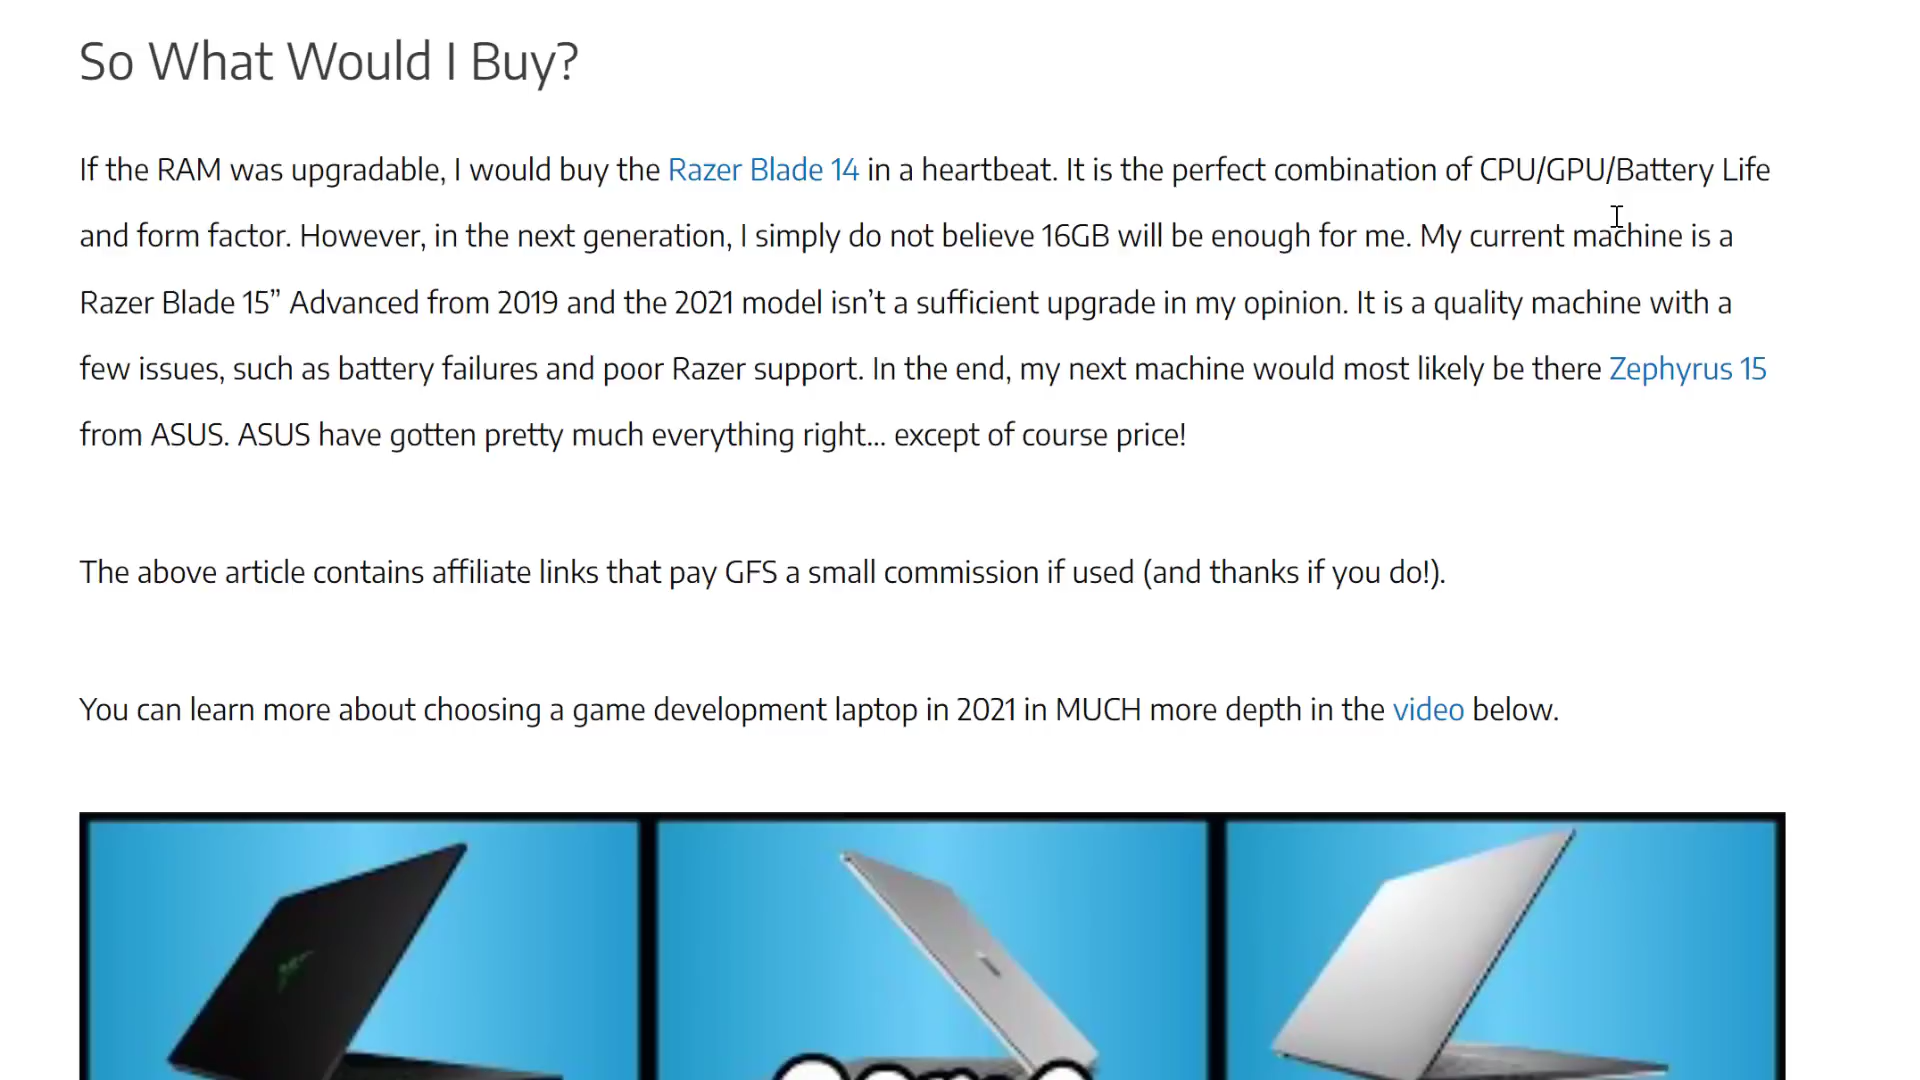 So What Would I Buy?
If the RAM was upgradable, I would buy the Razer Blade 14 in a heartbeat. It is the perfect combination of CPU/GPU/Battery Life
and form factor. However, in the next generation, I simply do not believe 16GB will be enough for me. My current machine is a
Razer Blade 15” Advanced from 2019 and the 2021 model isn’t a sufficient upgrade in my opinion. It is a quality machine with a
few issues, such as battery failures and poor Razer support. In the end, my next machine would most likely be there Zephyrus 15
from ASUS. ASUS have gotten pretty much everything right… except of course price!
The above article contains affiliate links that pay GFS a small commission if used (and thanks if you do!).
You can learn more about choosing a game development laptop in 2021 in MUCH more depth in the video below.